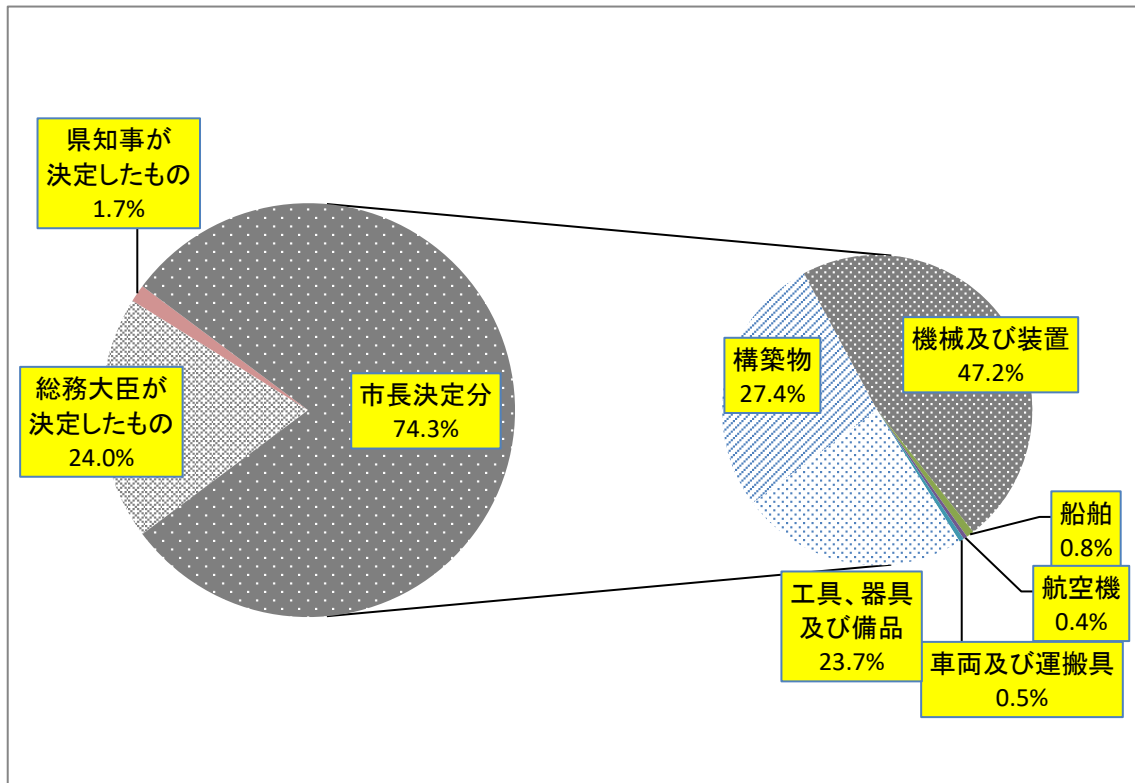 県知事が
決定したもの
1.7%
総務大臣が
決定したもの
24.0%
市長決定分
74.3%
構築物
27.4%
機械及び装置
47.2%
船舶
0.8%
航空機
0.4%
車両及び運搬具
0.5%
工具、器具
及び備品
23.7%